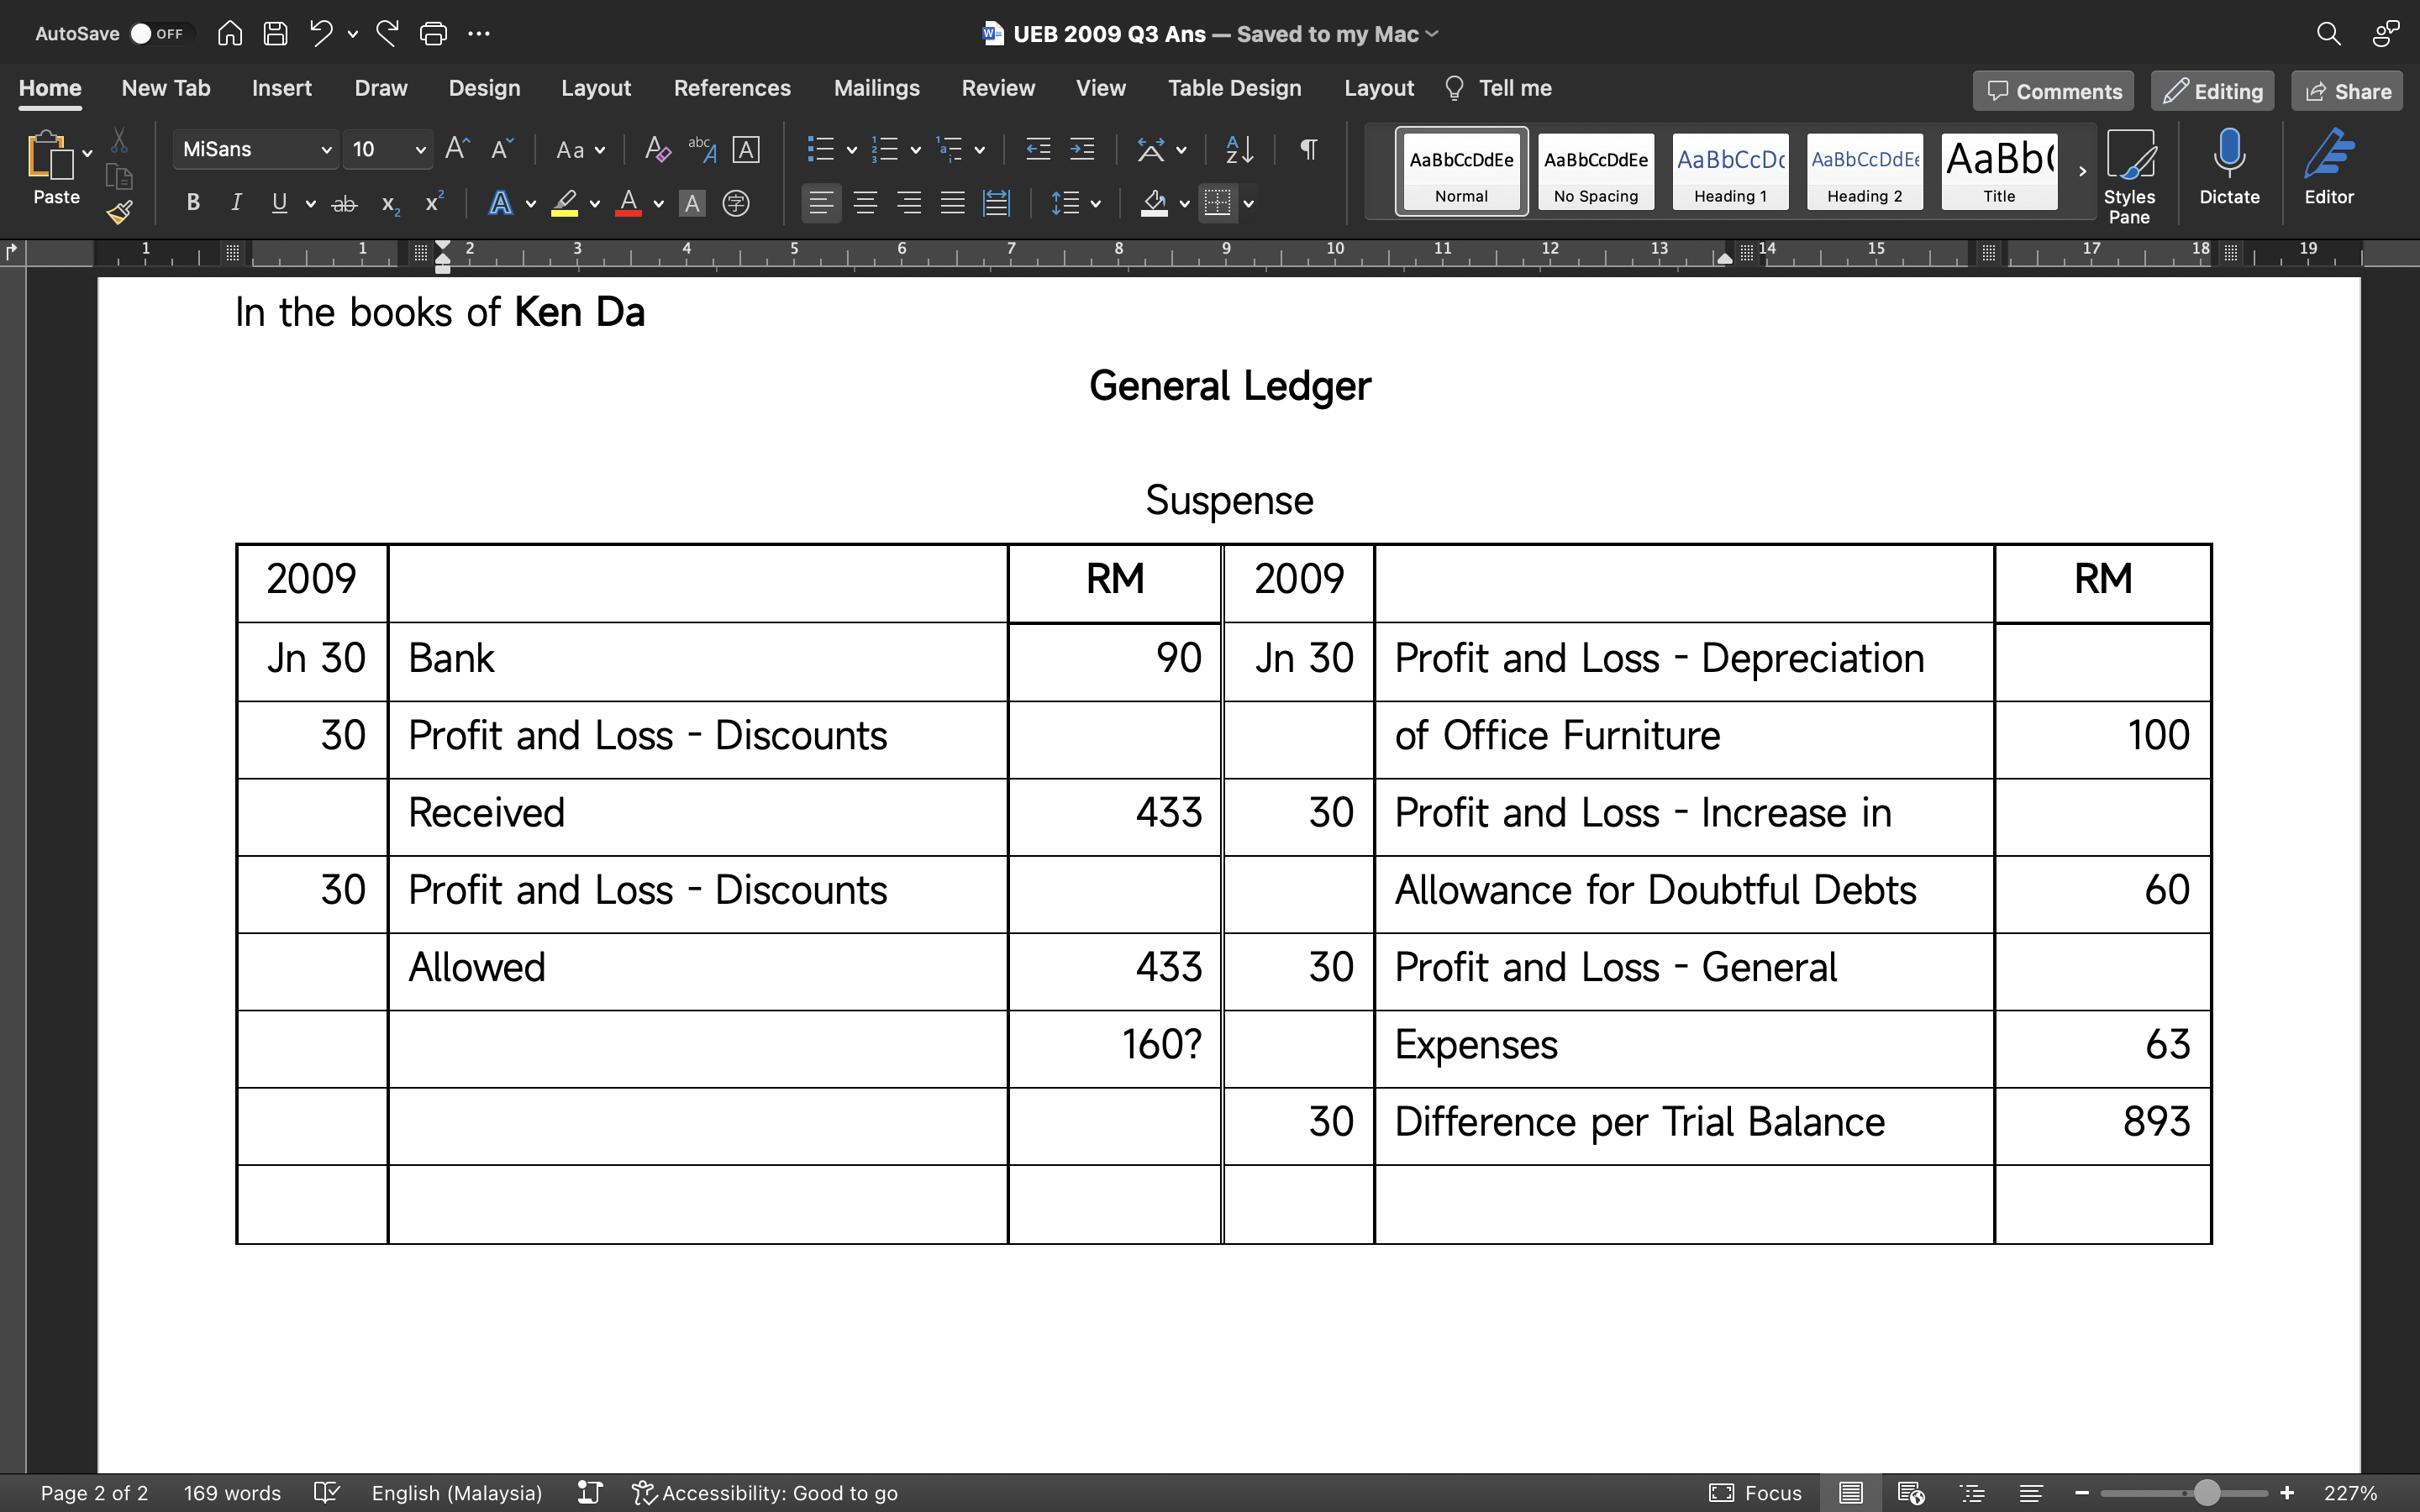 AutoSave OFF
UEB 2009 Q3 Ans — Saved to my Mac
Home New Tab Insert Draw Design Layout References Mailings Review View Table Design Layout Tell me Comments Editing Share
Paste MiSans 10 Aa
AaBbCcDdEe Normal AaBbCcDdEe No Spacing AaBbCcDc Heading 1 AaBbCcDdEe Heading 2 AaBb( Title Styles Pane Dictate Editor
1 1 2 3 4 5 6 7 8 9 10 11 12 13 14 15 17 18 19
In the books of Ken Da
General Ledger
Suspense
2009 RM 2009 RM
Jn 30 Bank 90 Jn 30 Profit and Loss - Depreciation
30 Profit and Loss - Discounts of Office Furniture 100
Received 433 30 Profit and Loss - Increase in
30 Profit and Loss - Discounts Allowance for Doubtful Debts 60
Allowed 433 30 Profit and Loss - General
160? Expenses 63
30 Difference per Trial Balance 893
Page 2 of 2 169 words English (Malaysia) Accessibility: Good to go Focus 227%